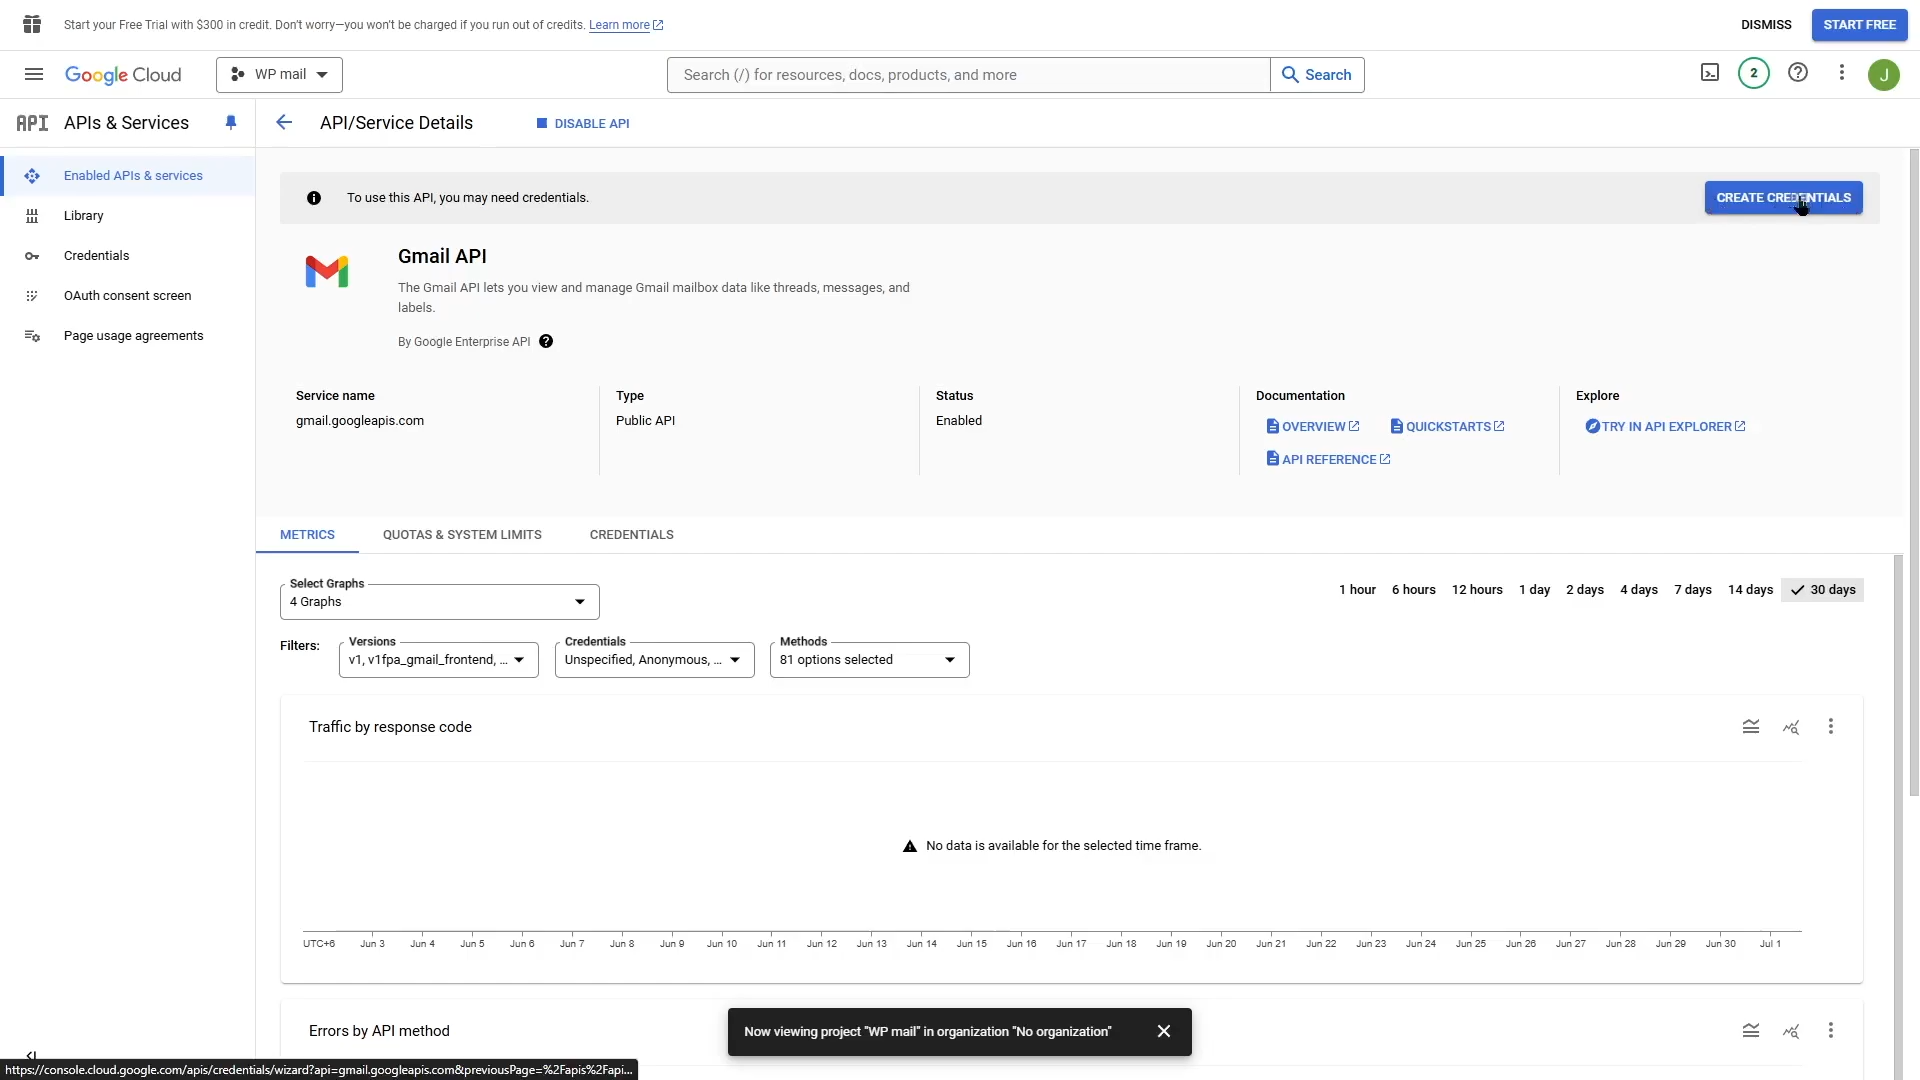 Start your Free Trial with $300 in credit. Don't worry—you won't be charged if you run out of credits. Learn more
DISMISS
START FREE
Google Cloud
WP mail
Search (/) for resources, docs, products, and more
Search
2
J
API
APIs & Services
API/Service Details
DISABLE API
Enabled APIs & services
Library
Credentials
OAuth consent screen
Page usage agreements
To use this API, you may need credentials.
CREATE CREDENTIALS
Gmail API
The Gmail API lets you view and manage Gmail mailbox data like threads, messages, and
labels.
By Google Enterprise API
Service name
gmail.googleapis.com
Type
Public API
Status
Enabled
Documentation
OVERVIEW
QUICKSTARTS
API REFERENCE
Explore
TRY IN API EXPLORER
METRICS
QUOTAS & SYSTEM LIMITS
CREDENTIALS
Select Graphs
4 Graphs
1 hour
6 hours
12 hours
1 day
2 days
4 days
7 days
14 days
30 days
Filters:
Versions
v1, v1fpa_gmail_frontend, ...
Credentials
Unspecified, Anonymous, ...
Methods
81 options selected
Traffic by response code
No data is available for the selected time frame.
UTC+6 Jun 3 Jun 4 Jun 5 Jun 6 Jun 7 Jun 8 Jun 9 Jun 10 Jun 11 Jun 12 Jun 13 Jun 14 Jun 15 Jun 16 Jun 17 Jun 18 Jun 19 Jun 20 Jun 21 Jun 22 Jun 23 Jun 24 Jun 25 Jun 26 Jun 27 Jun 28 Jun 29 Jun 30 Jul 1
Errors by API method
Now viewing project "WP mail" in organization "No organization"
https://console.cloud.google.com/apis/credentials/wizard?api=gmail.googleapis.com&previousPage=%2Fapis%2Fapi...